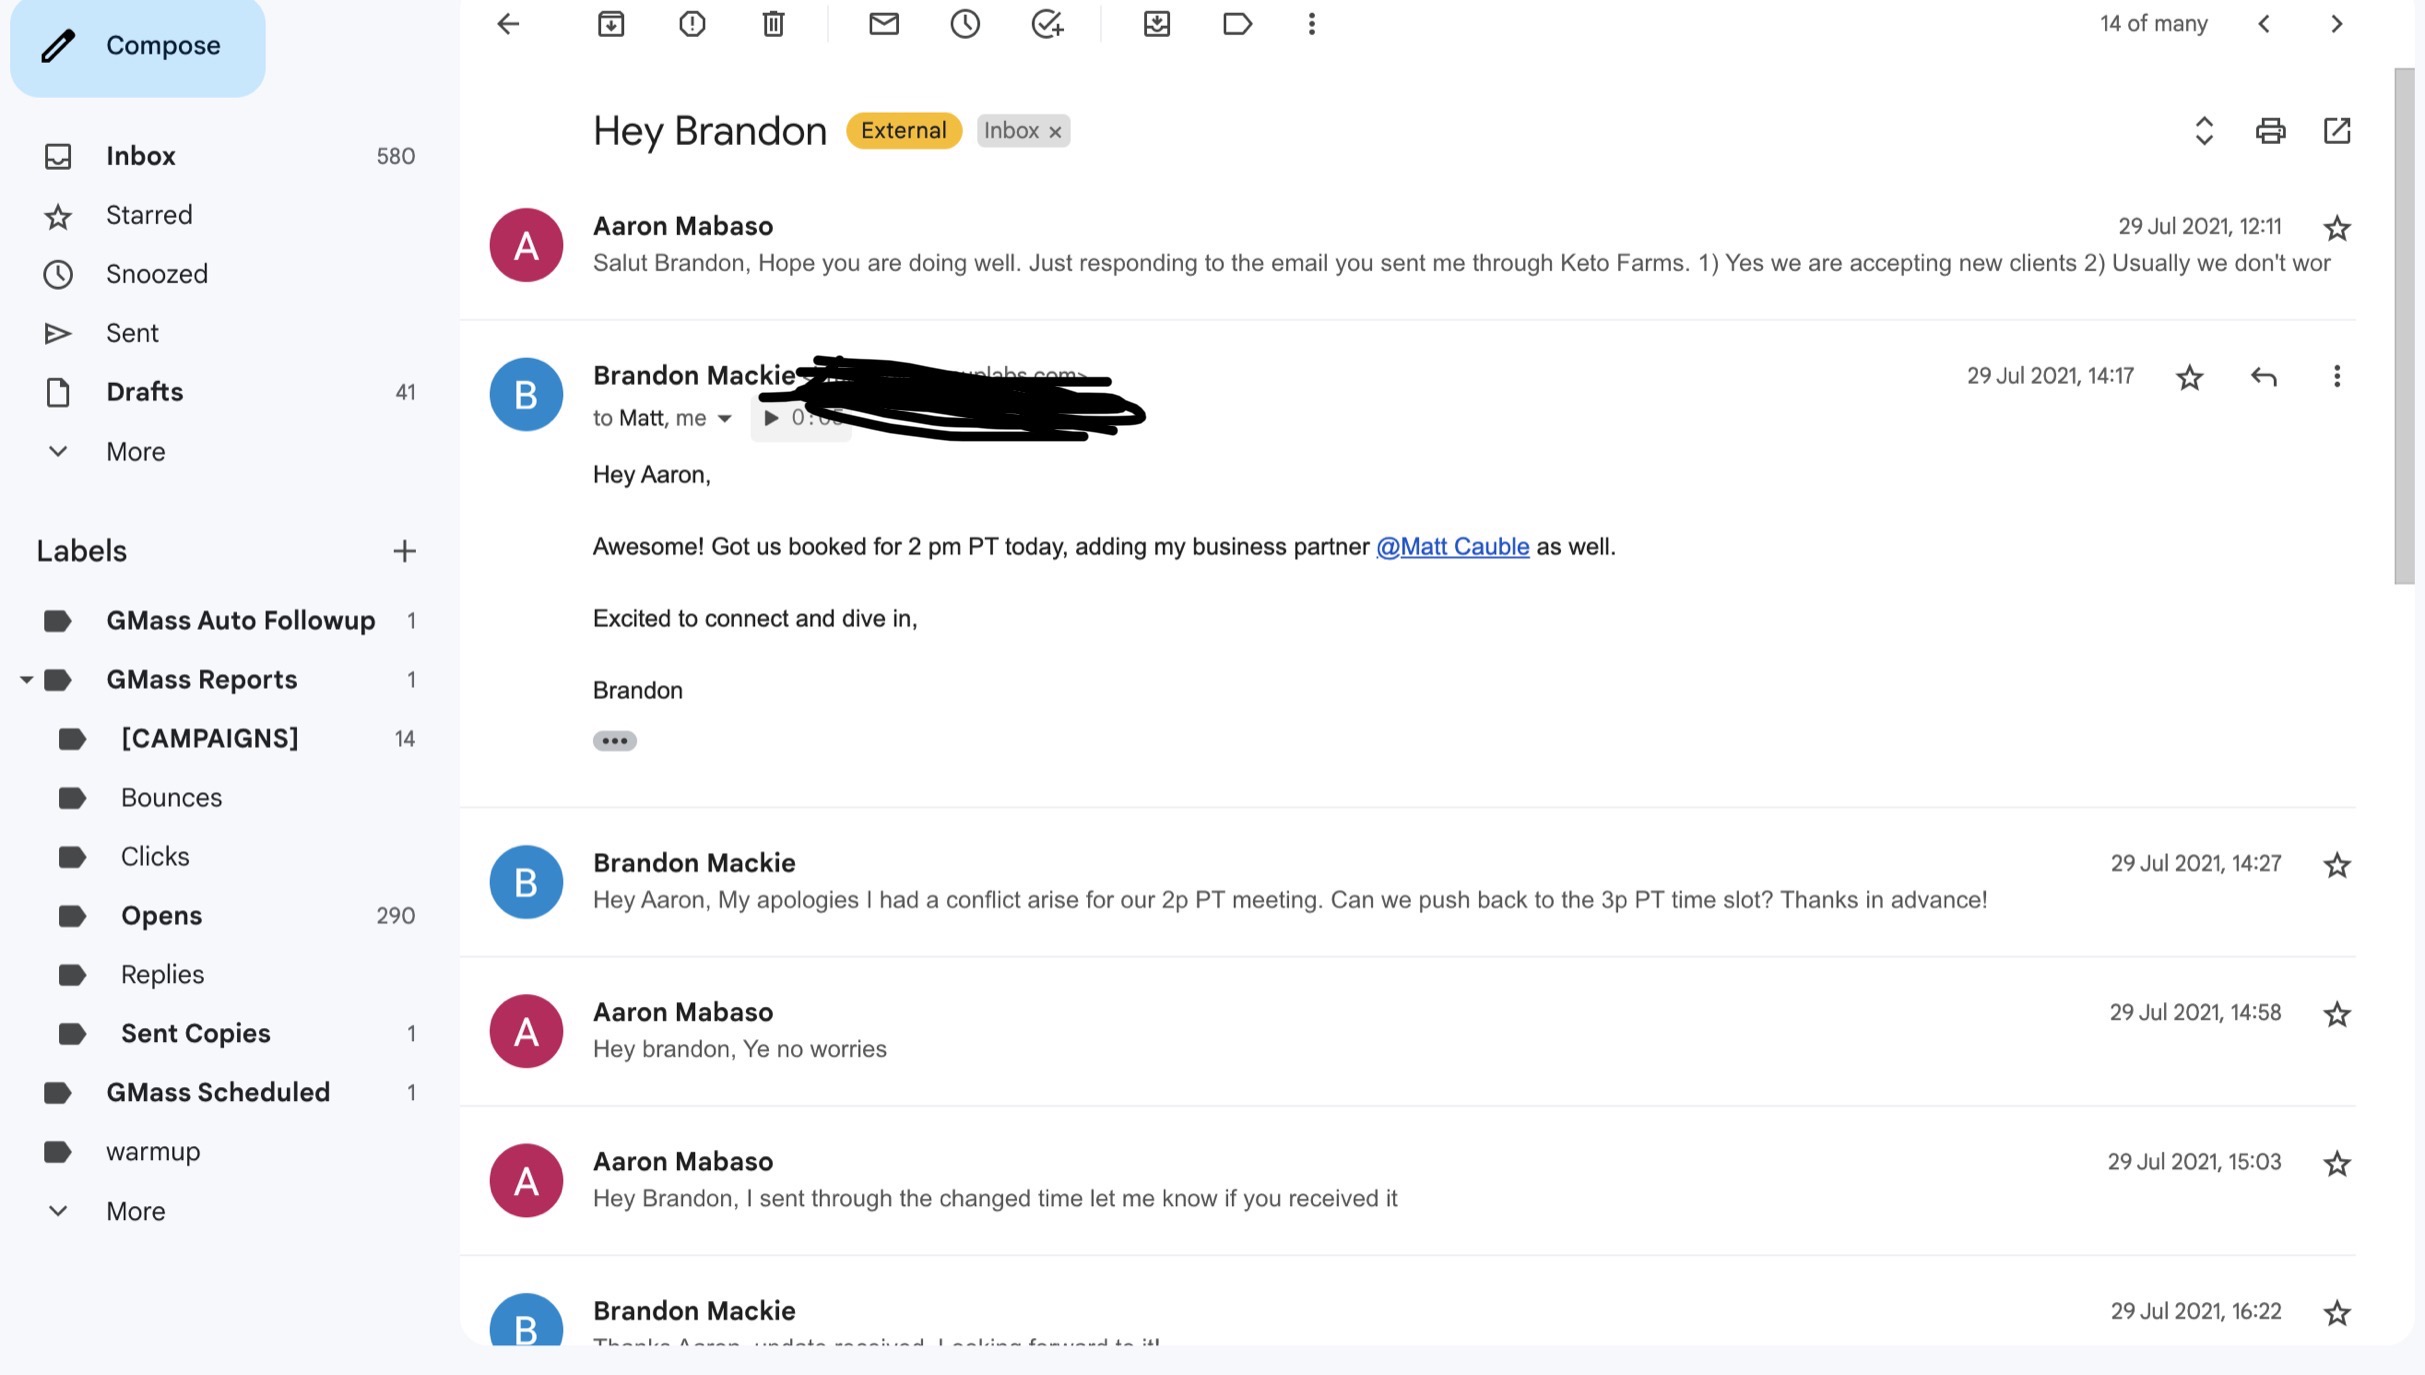 Compose
14 of many
Inbox 580
Starred
Snoozed
Sent
Drafts 41
More
Labels
GMass Auto Followup 1
GMass Reports 1
[CAMPAIGNS] 14
Bounces
Clicks
Opens 290
Replies
Sent Copies 1
GMass Scheduled 1
warmup
More
Hey Brandon External Inbox ×
A
Aaron Mabaso 29 Jul 2021, 12:11
Salut Brandon, Hope you are doing well. Just responding to the email you sent me through Keto Farms. 1) Yes we are accepting new clients 2) Usually we don't wor
B
Brandon Mackie 29 Jul 2021, 14:17
to Matt, me
Hey Aaron,
Awesome! Got us booked for 2 pm PT today, adding my business partner @Matt Cauble as well.
Excited to connect and dive in,
Brandon
B
Brandon Mackie 29 Jul 2021, 14:27
Hey Aaron, My apologies I had a conflict arise for our 2p PT meeting. Can we push back to the 3p PT time slot? Thanks in advance!
A
Aaron Mabaso 29 Jul 2021, 14:58
Hey brandon, Ye no worries
A
Aaron Mabaso 29 Jul 2021, 15:03
Hey Brandon, I sent through the changed time let me know if you received it
B
Brandon Mackie 29 Jul 2021, 16:22
Thanks Aaron, update received. Looking forward to it!